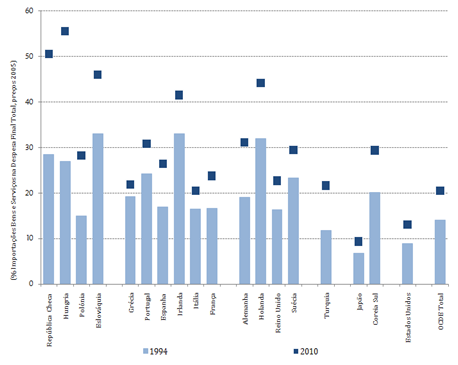 (% Importações Bens e Serviços na Despesa Final Total, preços 2005)
60
50
40
30
20
10
0
República Checa
Hungria
Polónia
Eslováquia
Grécia
Portugal
Espanha
Irlanda
Itália
França
Alemanha
Holanda
Reino Unido
Suécia
Turquia
Japão
Coreia Sul
Estados Unidos
OCDE Total
1994
2010